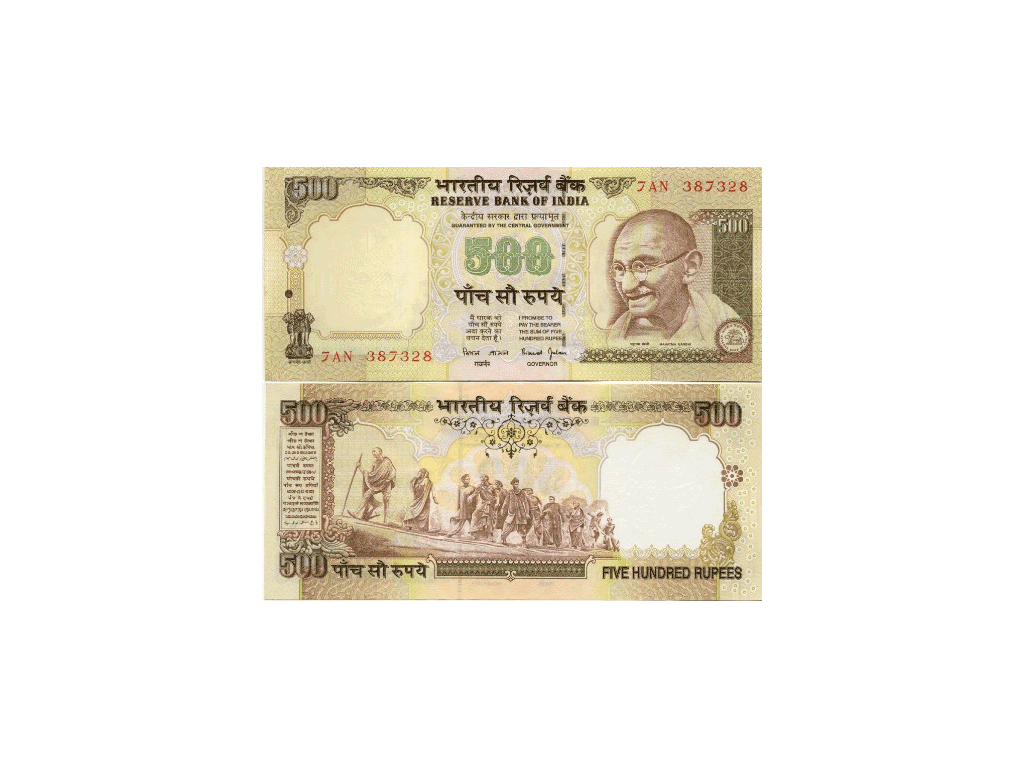 500
भारतीय रिज़र्व बैंक
7AN 387328
RESERVE BANK OF INDIA
केन्द्रीय सरकार द्वारा प्रत्याभूत
GUARANTEED BY THE CENTRAL GOVERNMENT
500
500
पाँच सौ रुपये
मैं धारक को
पाँच सौ रुपये
अदा करने का
वचन देता हूँ।
I PROMISE TO
PAY THE BEARER
THE SUM OF FIVE
HUNDRED RUPEES
MAHATMA GANDHI
7AN 387328
गवर्नर
GOVERNOR
500
भारतीय रिज़र्व बैंक
500
500
पाँच सौ रुपये
FIVE HUNDRED RUPEES